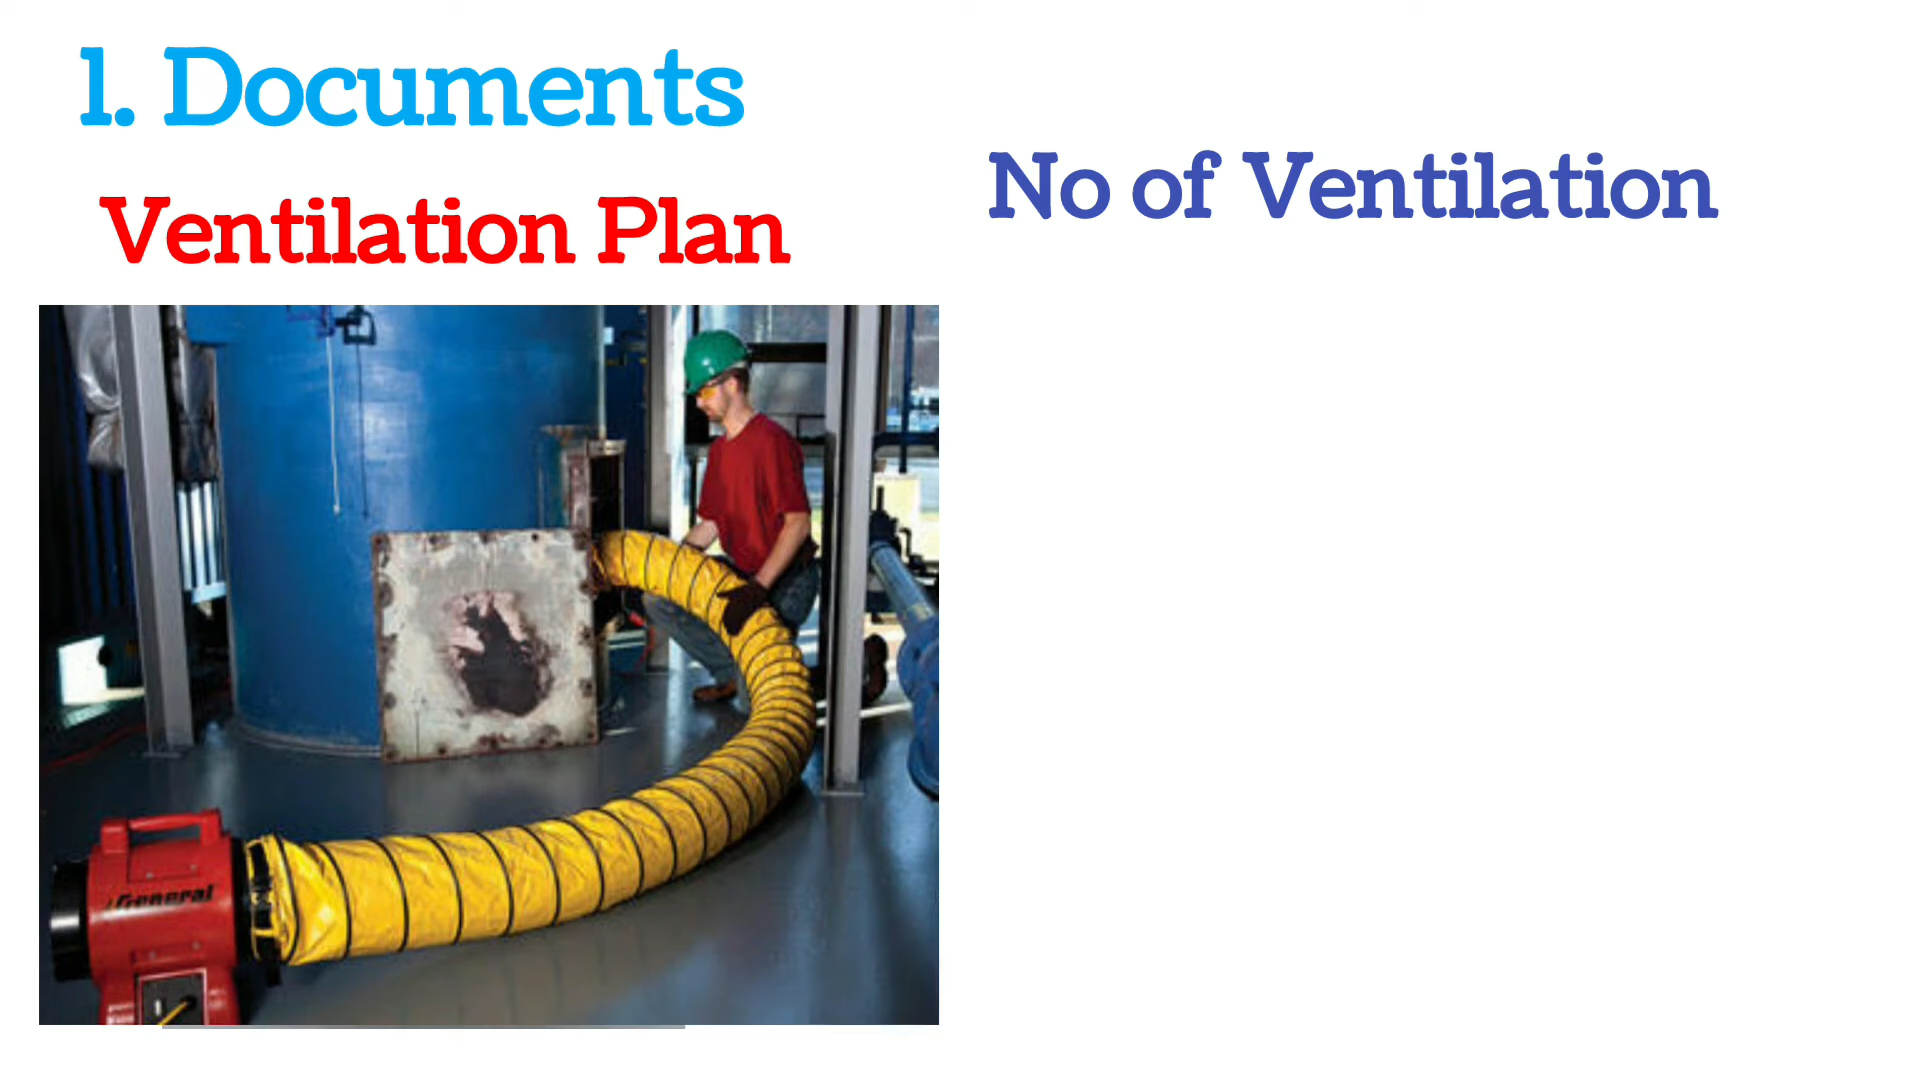 1. Documents
Ventilation Plan
No of Ventilation
General